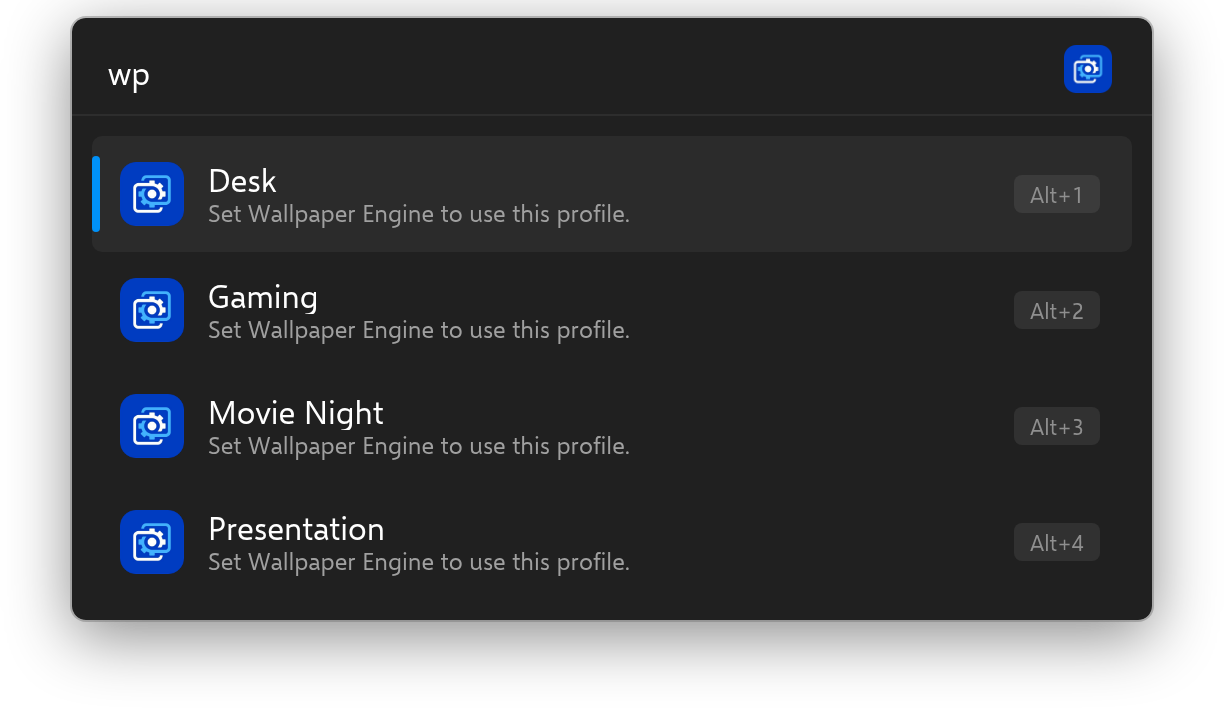 wp
Desk
Set Wallpaper Engine to use this profile.
Alt+1
Gaming
Set Wallpaper Engine to use this profile.
Alt+2
Movie Night
Set Wallpaper Engine to use this profile.
Alt+3
Presentation
Set Wallpaper Engine to use this profile.
Alt+4